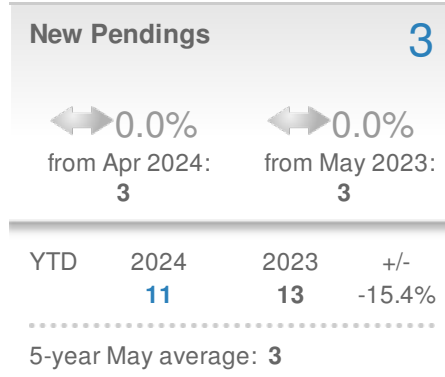 New Pendings 3
0.0% 0.0%
from Apr 2024: from May 2023:
3 3
YTD 2024 2023 +/-
11 13 -15.4%
5-year May average: 3